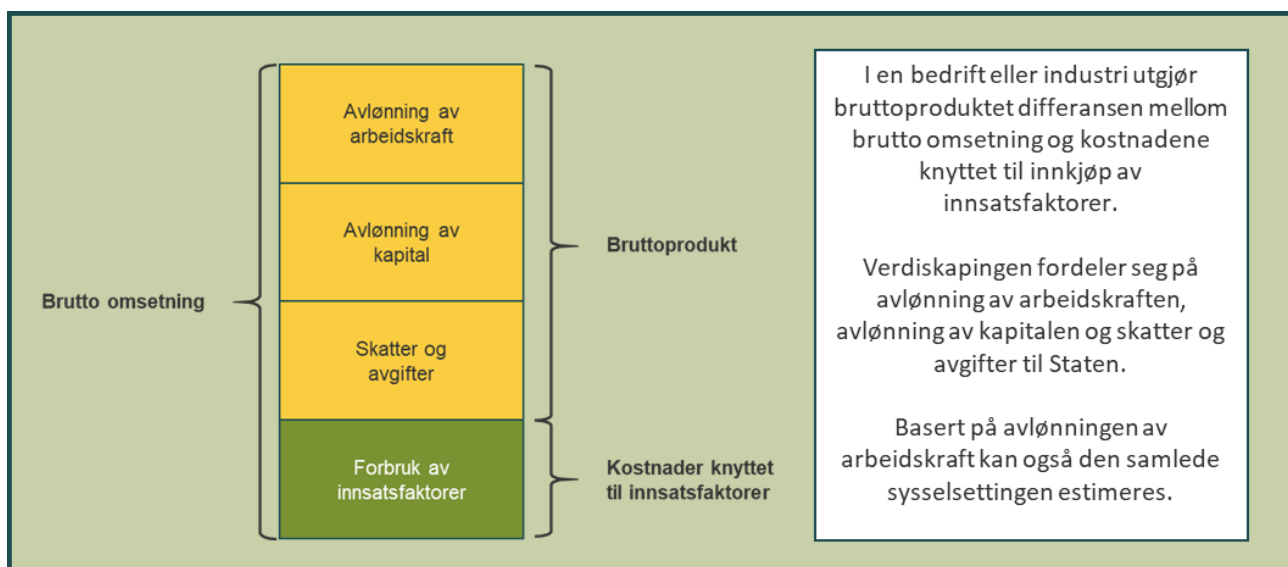 Brutto omsetning
Avlønning av
arbeidskraft
Avlønning av
kapital
Skatter og
avgifter
Forbruk av
innsatsfaktorer
Bruttoprodukt
Kostnader knyttet
til innsatsfaktorer
I en bedrift eller industri utgjør
bruttoproduktet differansen mellom
brutto omsetning og kostnadene
knyttet til innkjøp av
innsatsfaktorer.
Verdiskapingen fordeler seg på
avlønning av arbeidskraften,
avlønning av kapitalen og skatter og
avgifter til Staten.
Basert på avlønningen av
arbeidskraft kan også den samlede
sysselsettingen estimeres.